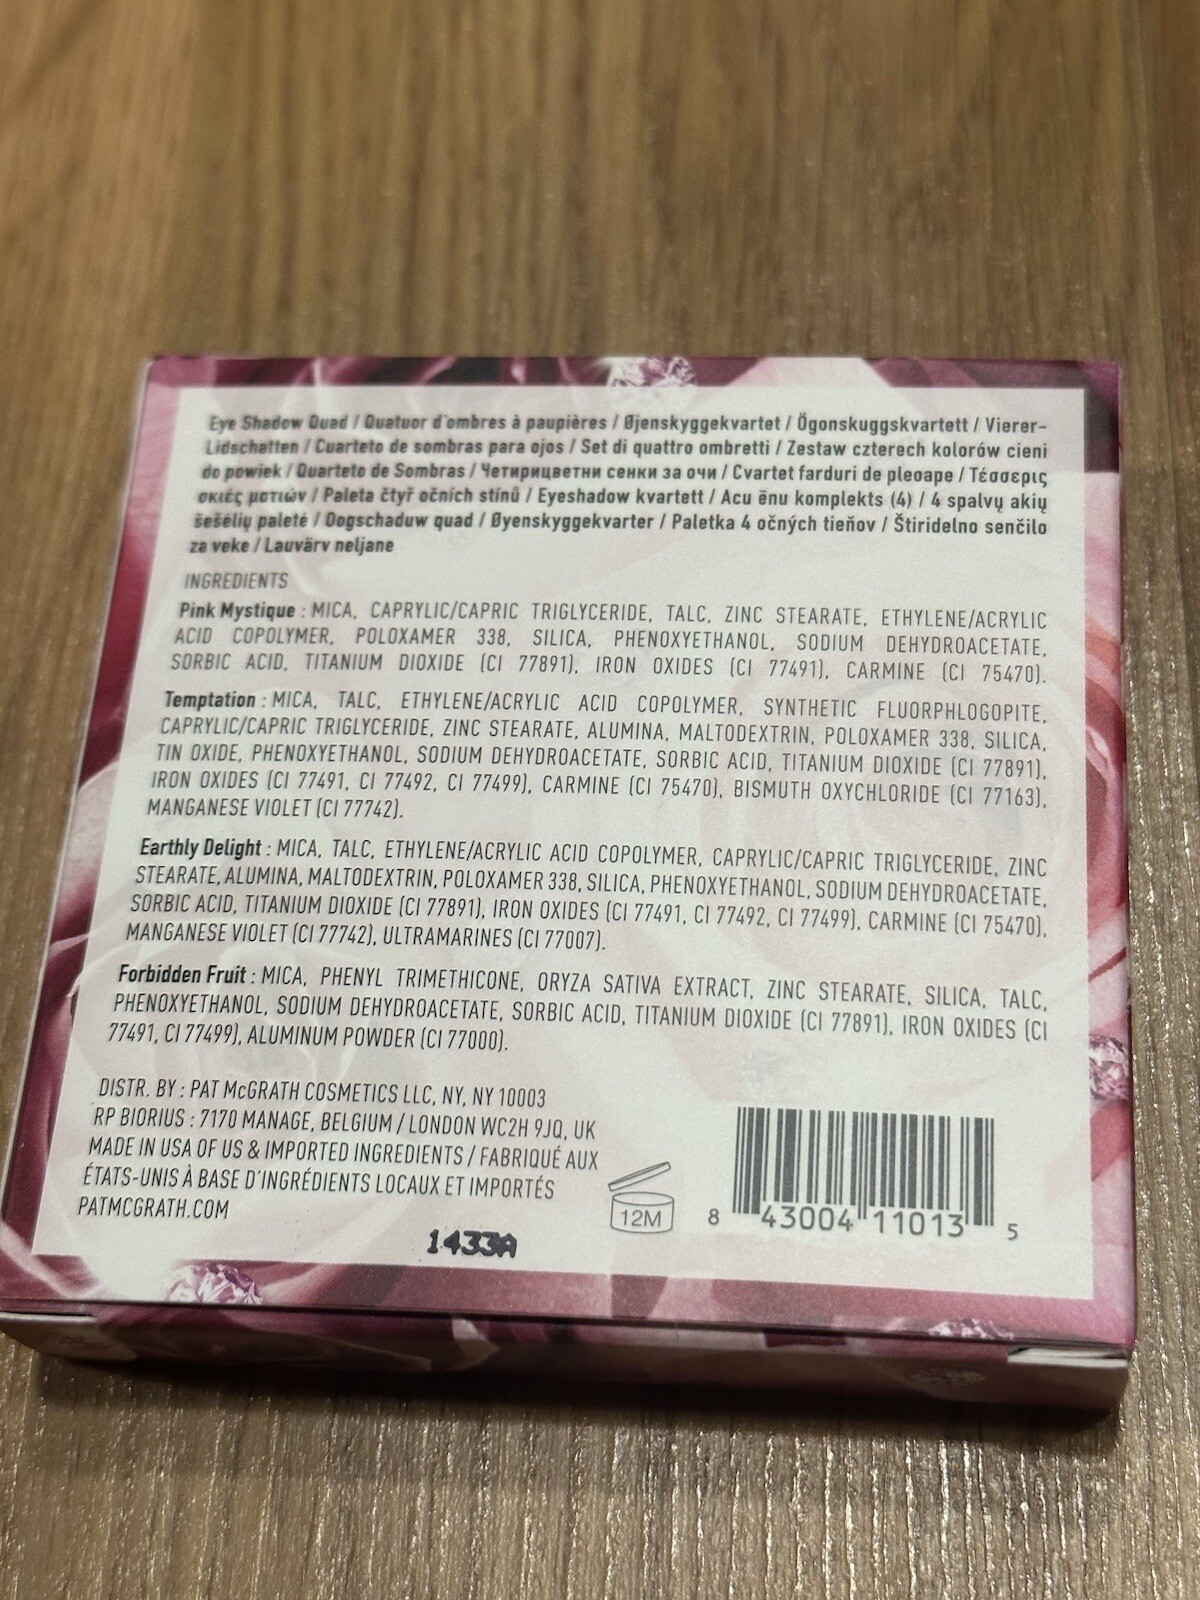 Eye Shadow Quad / Quatuor d'ombres à paupières / Øjenskyggekvartet / Ögonskuggskvartett / Vierer-
Lidschatten / Cuarteto de sombras para ojos / Set di quattro ombretti / Zestaw czterech kolorów cieni
do powiek / Quarteto de Sombras / Четирицветни сенки за очи / Cvartet farduri de pleoape / Τέσσερις
σκιές ματιών / Paleta čtyř očních stínů / Eyeshadow kvartett / Acu ēnu komplekts (4) / 4 spalvų akių
šešėlių paletė / Oogschaduw quad / Øyenskyggekvarter / Paletka 4 očných tieňov / Štiridelno senčilo
za veke / Lauvärv neljane
INGREDIENTS
Pink Mystique : MICA, CAPRYLIC/CAPRIC TRIGLYCERIDE, TALC, ZINC STEARATE, ETHYLENE/ACRYLIC
ACID COPOLYMER, POLOXAMER 338, SILICA, PHENOXYETHANOL, SODIUM DEHYDROACETATE,
SORBIC ACID, TITANIUM DIOXIDE (CI 77891), IRON OXIDES (CI 77491), CARMINE (CI 75470).
Temptation : MICA, TALC, ETHYLENE/ACRYLIC ACID COPOLYMER, SYNTHETIC FLUORPHLOGOPITE,
CAPRYLIC/CAPRIC TRIGLYCERIDE, ZINC STEARATE, ALUMINA, MALTODEXTRIN, POLOXAMER 338, SILICA,
TIN OXIDE, PHENOXYETHANOL, SODIUM DEHYDROACETATE, SORBIC ACID, TITANIUM DIOXIDE (CI 77891),
IRON OXIDES (CI 77491, CI 77492, CI 77499), CARMINE (CI 75470), BISMUTH OXYCHLORIDE (CI 77163),
MANGANESE VIOLET (CI 77742).
Earthly Delight : MICA, TALC, ETHYLENE/ACRYLIC ACID COPOLYMER, CAPRYLIC/CAPRIC TRIGLYCERIDE, ZINC
STEARATE, ALUMINA, MALTODEXTRIN, POLOXAMER 338, SILICA, PHENOXYETHANOL, SODIUM DEHYDROACETATE,
SORBIC ACID, TITANIUM DIOXIDE (CI 77891), IRON OXIDES (CI 77491, CI 77492, CI 77499), CARMINE (CI 75470),
MANGANESE VIOLET (CI 77742), ULTRAMARINES (CI 77007).
Forbidden Fruit : MICA, PHENYL TRIMETHICONE, ORYZA SATIVA EXTRACT, ZINC STEARATE, SILICA, TALC,
PHENOXYETHANOL, SODIUM DEHYDROACETATE, SORBIC ACID, TITANIUM DIOXIDE (CI 77891), IRON OXIDES (CI
77491, CI 77499), ALUMINUM POWDER (CI 77000).
DISTR. BY : PAT McGRATH COSMETICS LLC, NY, NY 10003
RP BIORIUS : 7170 MANAGE, BELGIUM / LONDON WC2H 9JQ, UK
MADE IN USA OF US & IMPORTED INGREDIENTS / FABRIQUÉ AUX
ÉTATS-UNIS À BASE D'INGRÉDIENTS LOCAUX ET IMPORTÉS
PATMCGRATH.COM
1433A
12M
8 43004 11013 5